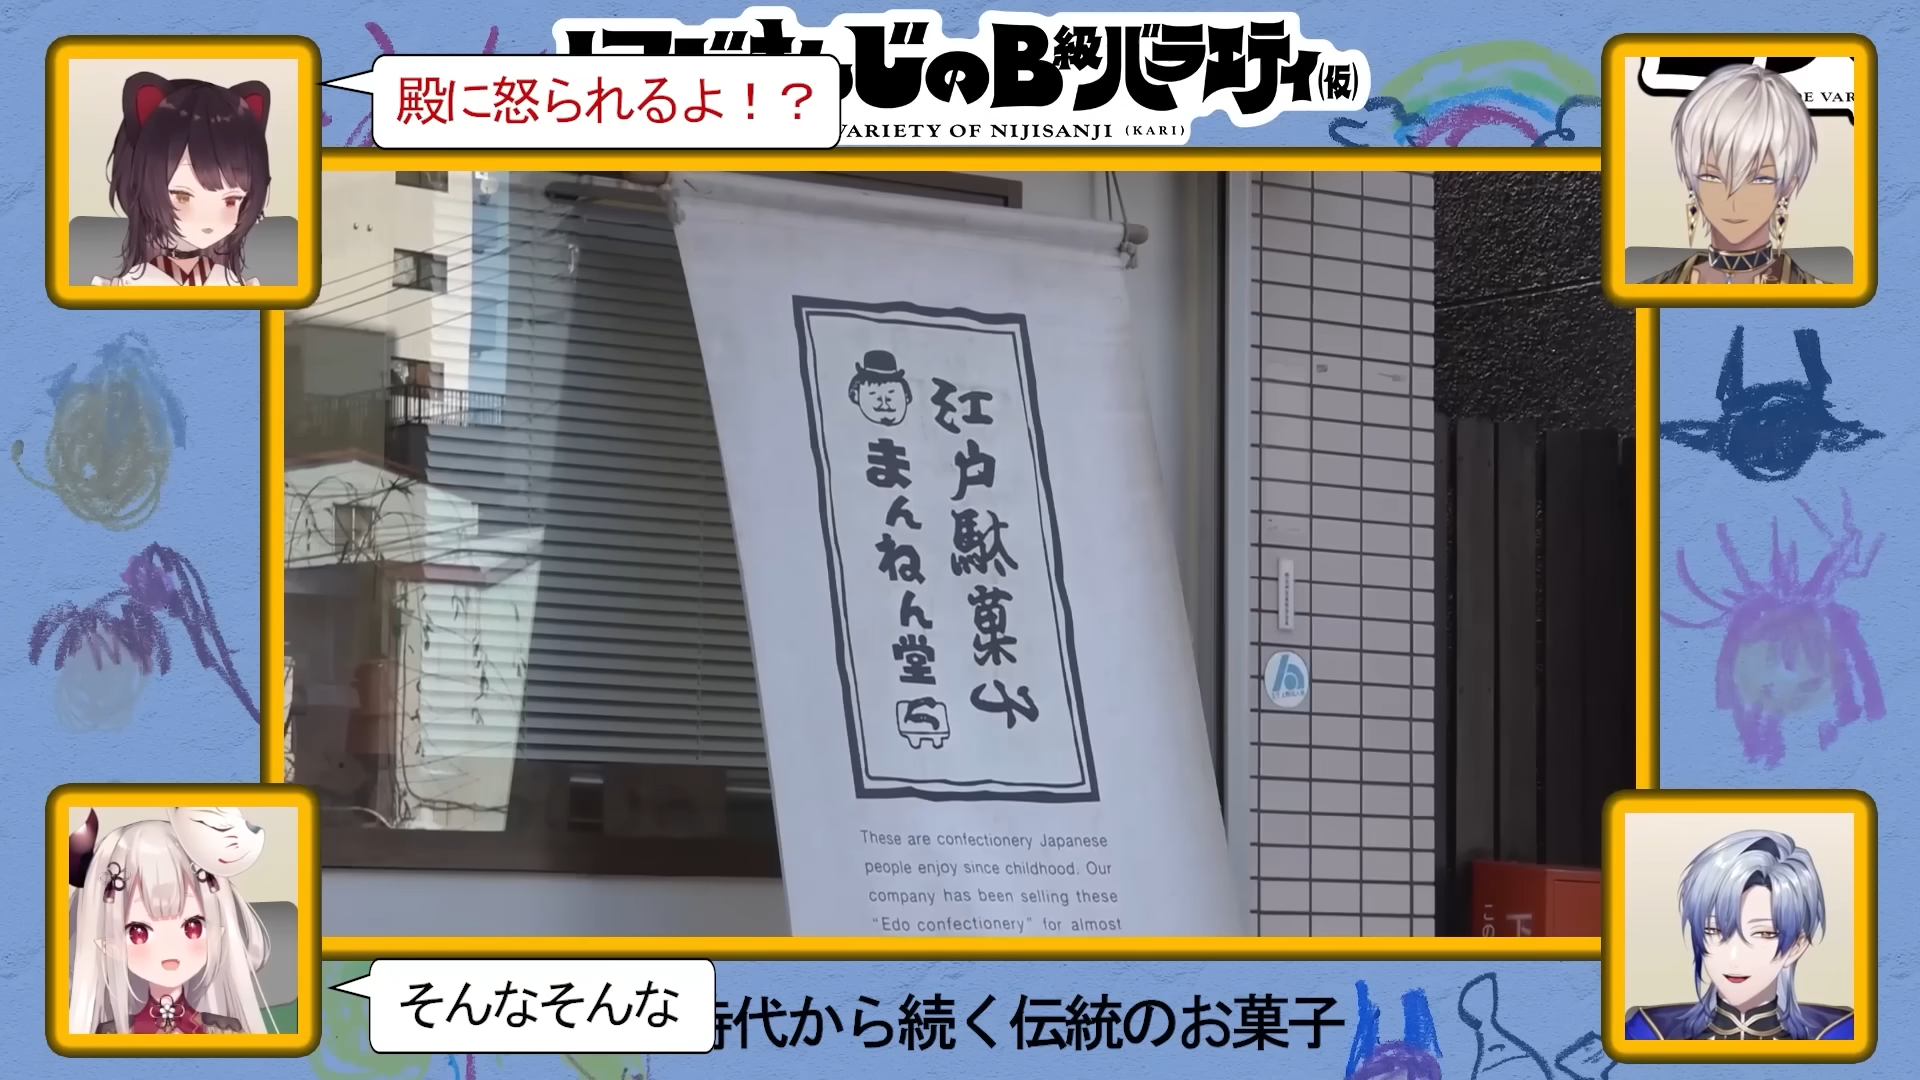 じのB級バラエティ(仮)
VARIETY OF NIJISANJI (KARI)
殿に怒られるよ！？
江戸駄菓子
まんねん堂
These are confectionery Japanese
people enjoy since childhood. Our
company has been selling these
"Edo confectionery" for almost
そんなそんな
時代から続く伝統のお菓子